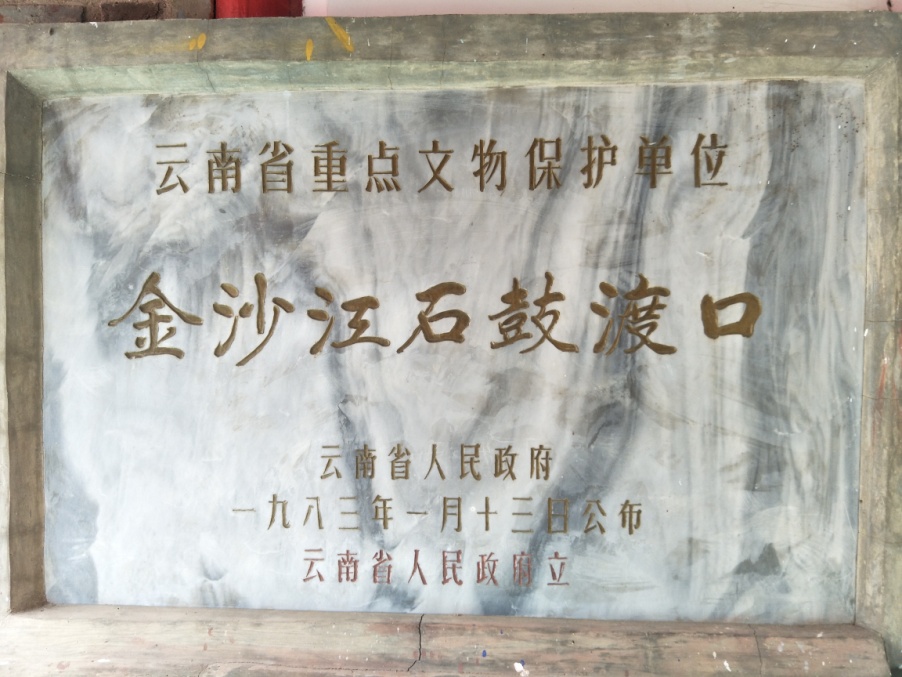 云南省重点文物保护单位
金沙江石鼓渡口
云南省人民政府
一九八三年一月十三日公布
云南省人民政府立